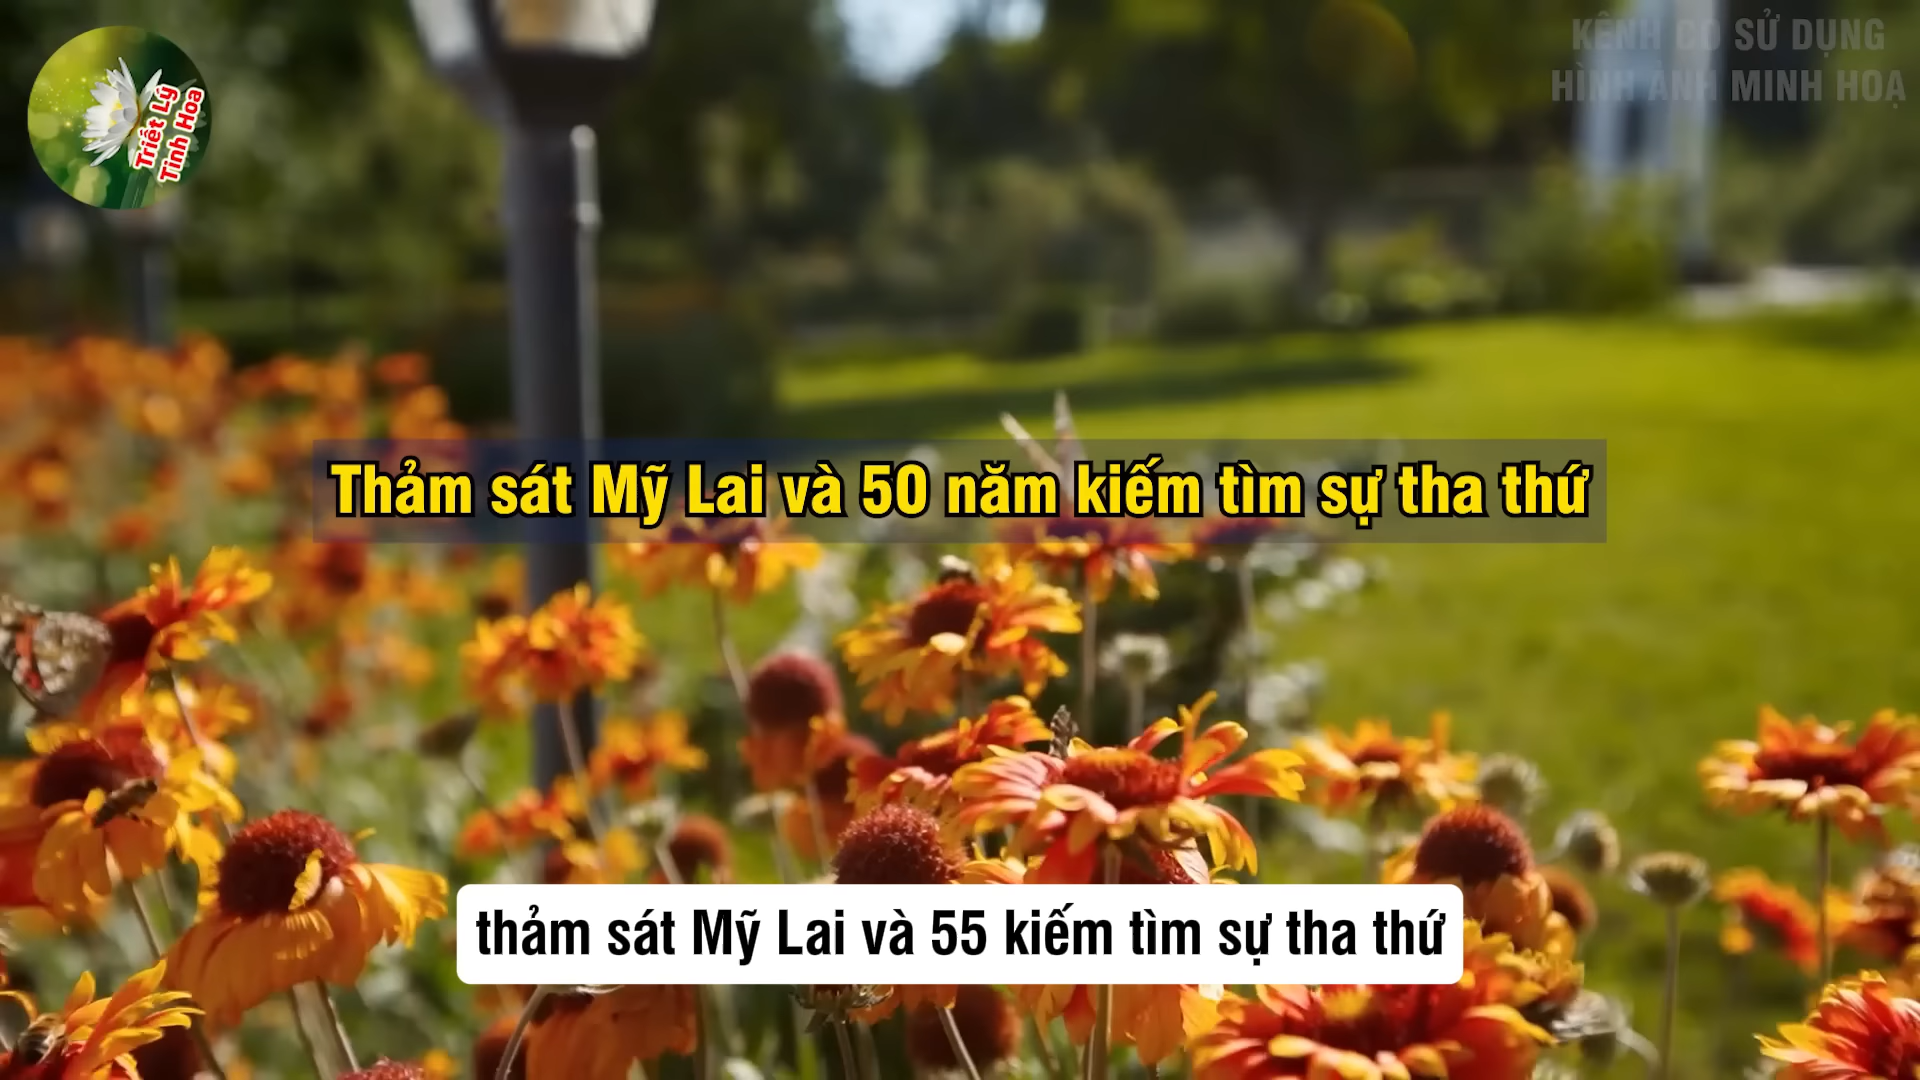 KÊNH CÓ SỬ DỤNG
HÌNH ẢNH MINH HOẠ
Triết Lý
Tinh Hoa
Thảm sát Mỹ Lai và 50 năm kiếm tìm sự tha thứ
thảm sát Mỹ Lai và 55 kiếm tìm sự tha thứ